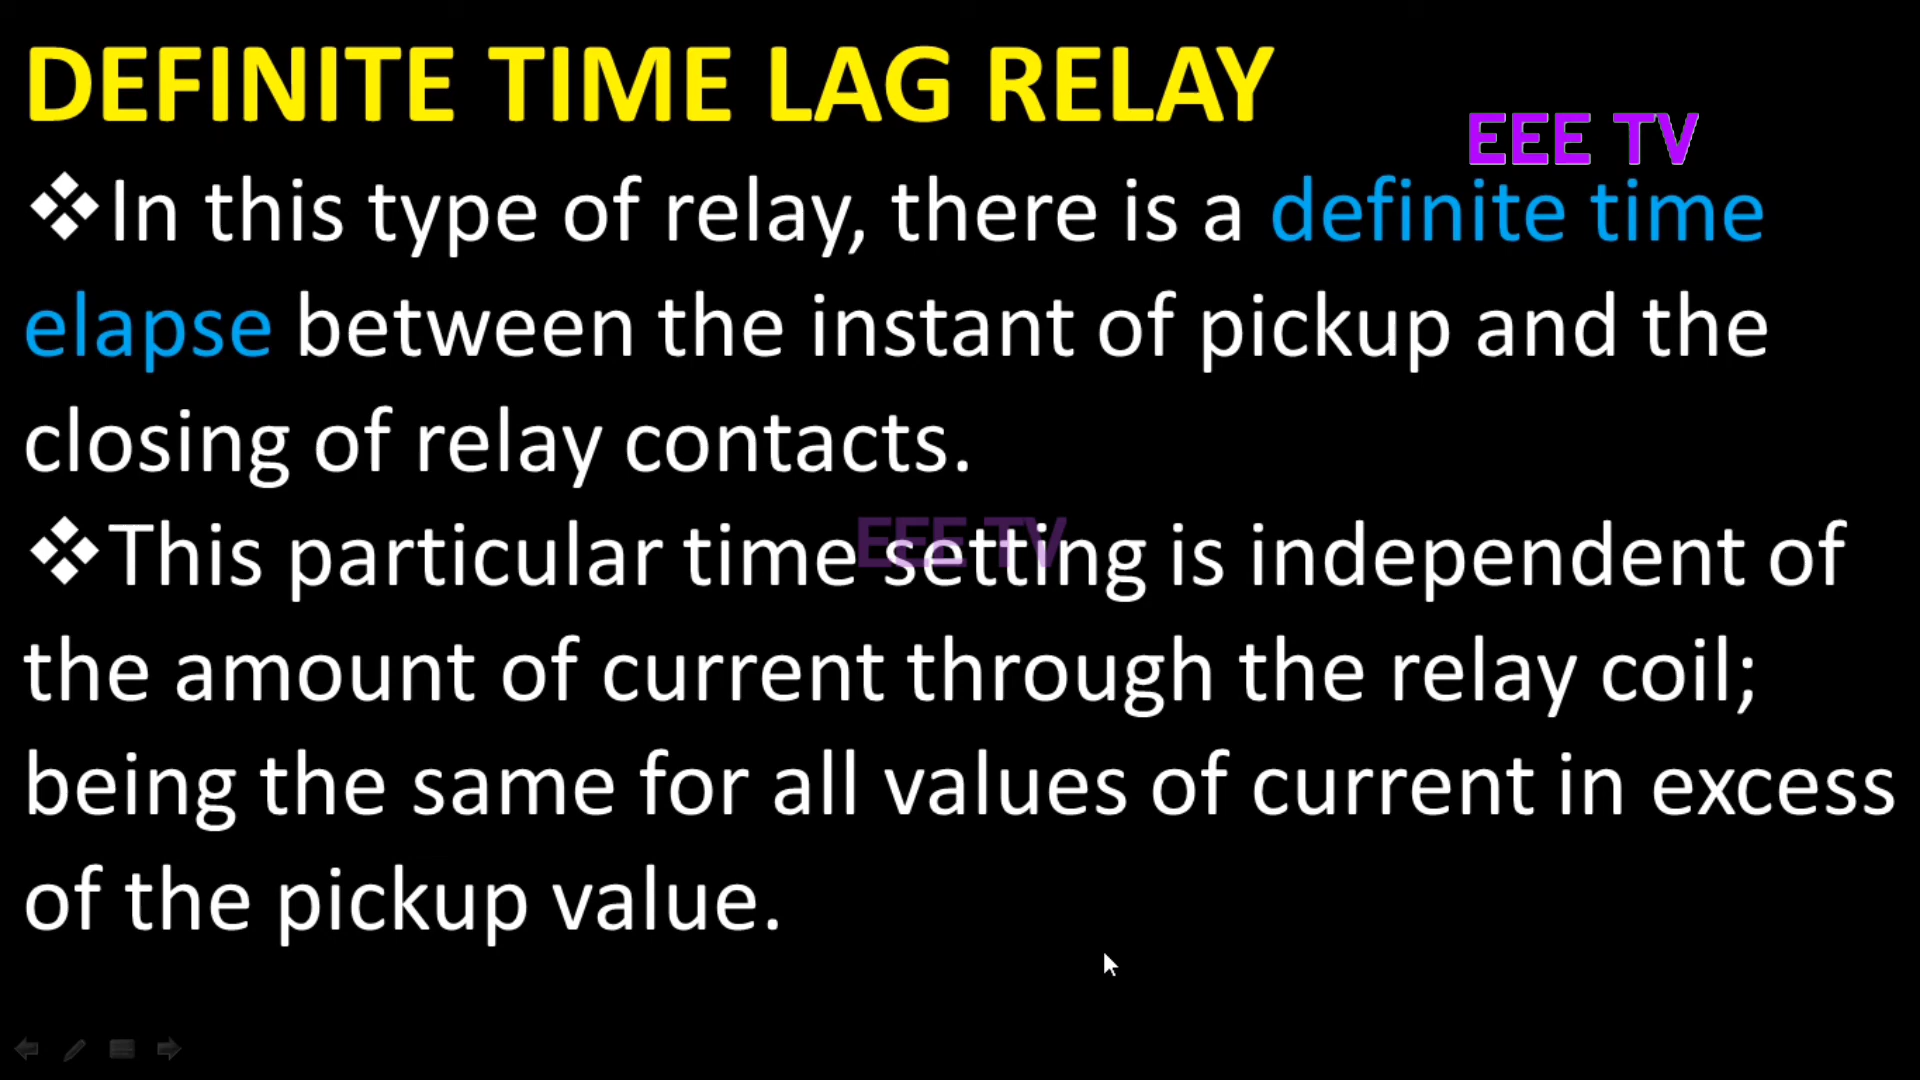 DEFINITE TIME LAG RELAY
EEE TV
❖In this type of relay, there is a definite time
elapse between the instant of pickup and the
closing of relay contacts.
❖This particular time setting is independent of
EEE TV
the amount of current through the relay coil;
being the same for all values of current in excess
of the pickup value.